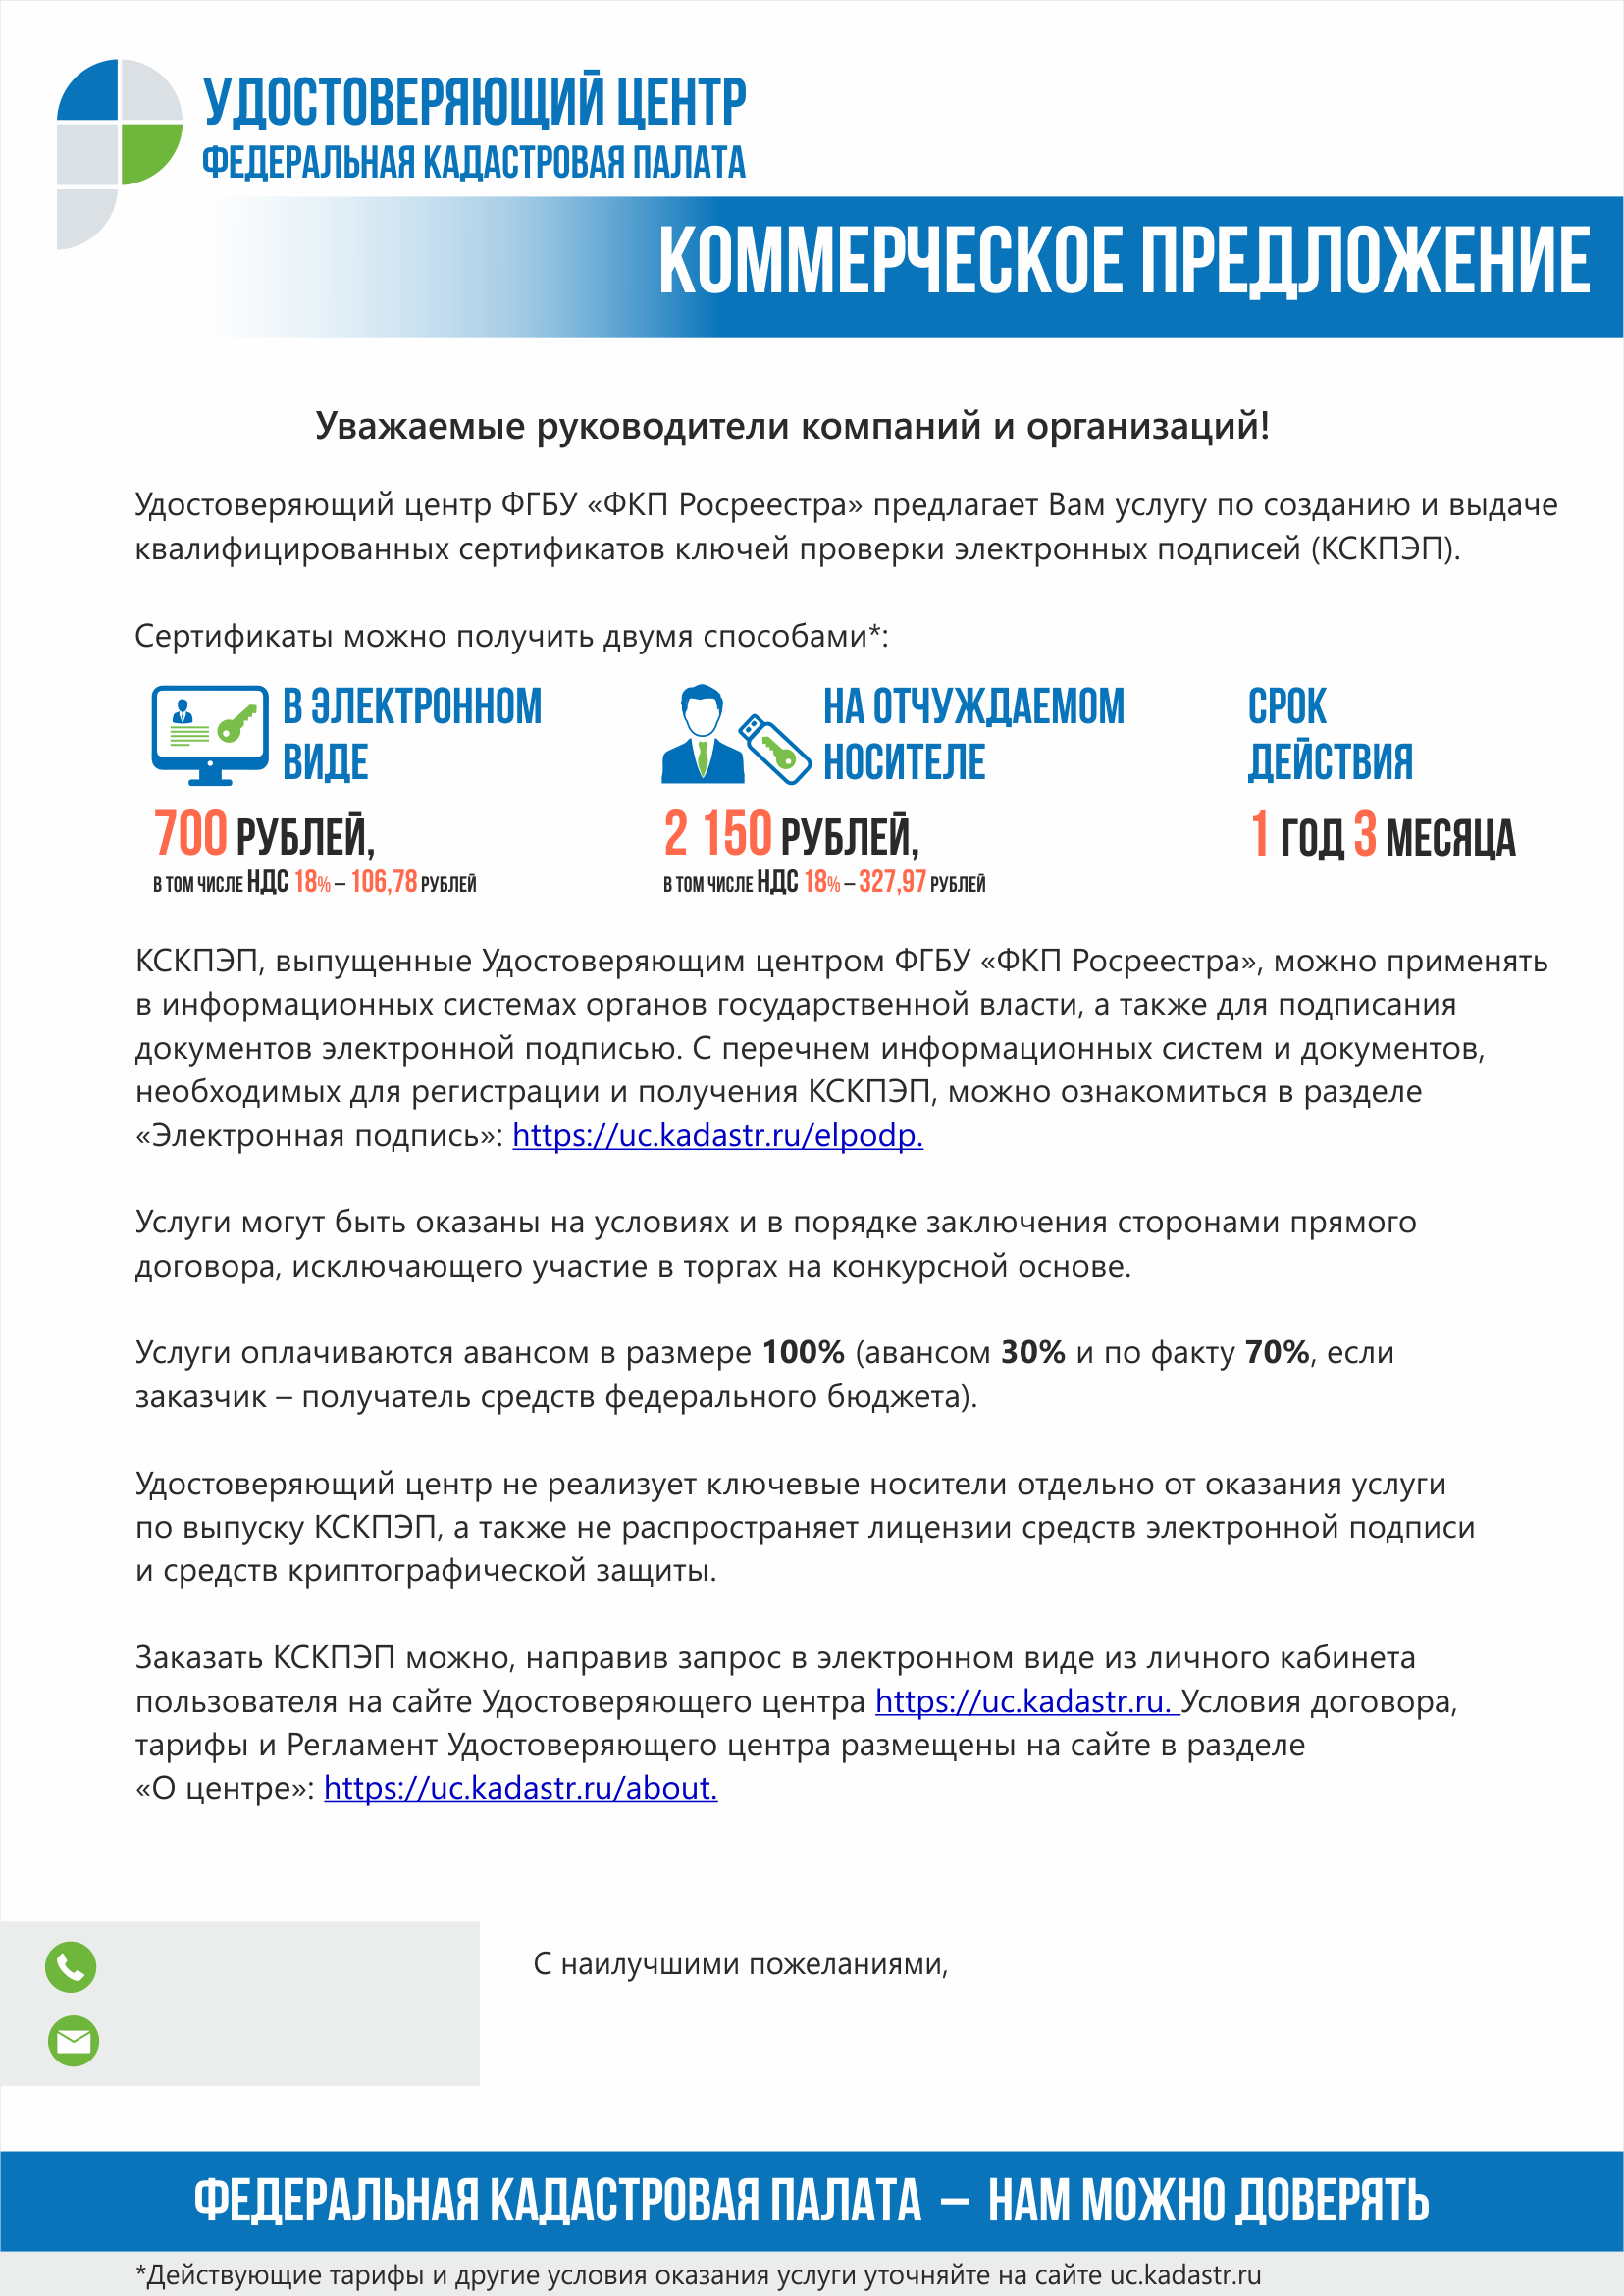 УДОСТОВЕРЯЮЩИЙ ЦЕНТР
ФЕДЕРАЛЬНАЯ КАДАСТРОВАЯ ПАЛАТА
КОММЕРЧЕСКОЕ ПРЕДЛОЖЕНИЕ
Уважаемые руководители компаний и организаций!
Удостоверяющий центр ФГБУ «ФКП Росреестра» предлагает Вам услугу по созданию и выдаче
квалифицированных сертификатов ключей проверки электронных подписей (КСКПЭП).
Сертификаты можно получить двумя способами*:
В ЭЛЕКТРОННОМ
ВИДЕ
700 РУБЛЕЙ,
В ТОМ ЧИСЛЕ НДС 18% – 106,78 РУБЛЕЙ
НА ОТЧУЖДАЕМОМ
НОСИТЕЛЕ
2 150 РУБЛЕЙ,
В ТОМ ЧИСЛЕ НДС 18% – 327,97 РУБЛЕЙ
СРОК
ДЕЙСТВИЯ
1 ГОД 3 МЕСЯЦА
КСКПЭП, выпущенные Удостоверяющим центром ФГБУ «ФКП Росреестра», можно применять
в информационных системах органов государственной власти, а также для подписания
документов электронной подписью. С перечнем информационных систем и документов,
необходимых для регистрации и получения КСКПЭП, можно ознакомиться в разделе
«Электронная подпись»: https://uc.kadastr.ru/elpodp.
Услуги могут быть оказаны на условиях и в порядке заключения сторонами прямого
договора, исключающего участие в торгах на конкурсной основе.
Услуги оплачиваются авансом в размере 100% (авансом 30% и по факту 70%, если
заказчик – получатель средств федерального бюджета).
Удостоверяющий центр не реализует ключевые носители отдельно от оказания услуги
по выпуску КСКПЭП, а также не распространяет лицензии средств электронной подписи
и средств криптографической защиты.
Заказать КСКПЭП можно, направив запрос в электронном виде из личного кабинета
пользователя на сайте Удостоверяющего центра https://uc.kadastr.ru. Условия договора,
тарифы и Регламент Удостоверяющего центра размещены на сайте в разделе
«О центре»: https://uc.kadastr.ru/about.
С наилучшими пожеланиями,
ФЕДЕРАЛЬНАЯ КАДАСТРОВАЯ ПАЛАТА – НАМ МОЖНО ДОВЕРЯТЬ
*Действующие тарифы и другие условия оказания услуги уточняйте на сайте uc.kadastr.ru